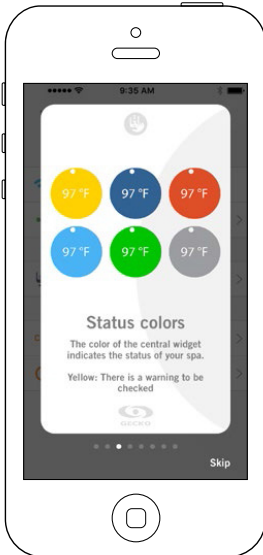 9:35 AM
97 °F 97 °F 97 °F
97 °F 97 °F 97 °F
Status colors
The color of the central widget
indicates the status of your spa.
Yellow: There is a warning to be
checked
GECKO
Skip